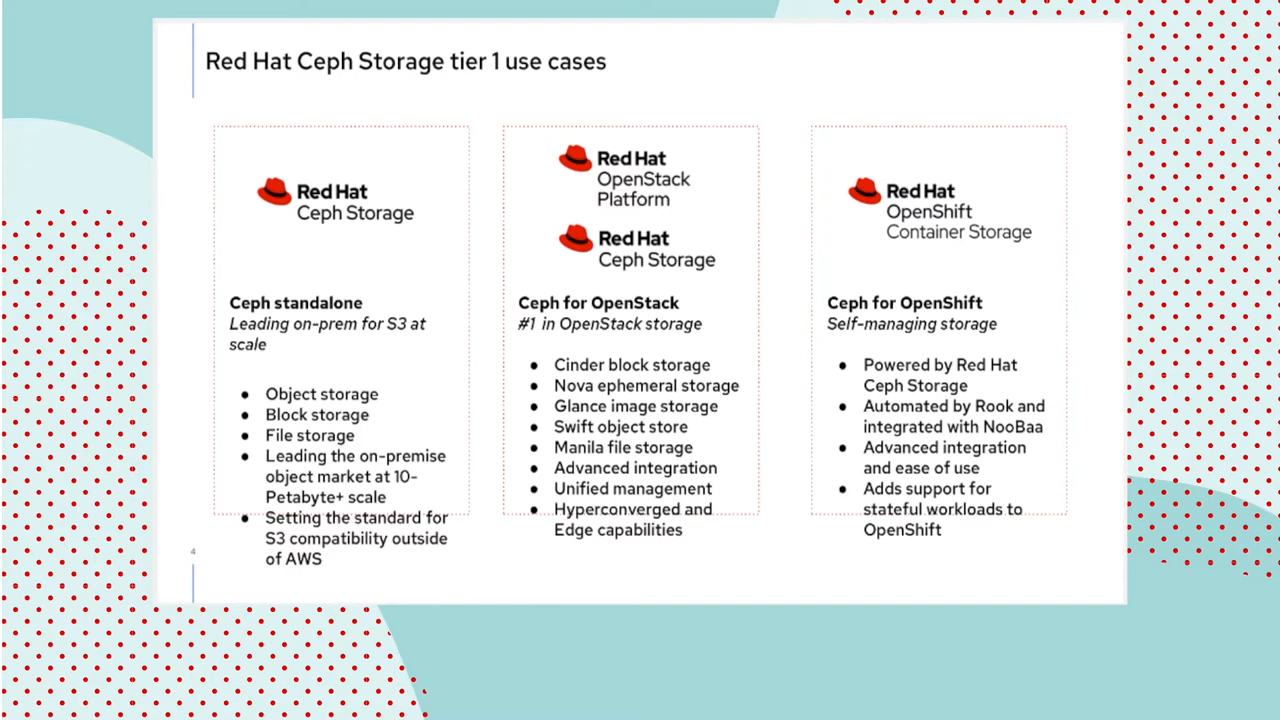 Red Hat Ceph Storage tier 1 use cases
Red Hat
Ceph Storage
Ceph standalone
Leading on-prem for S3 at
scale
● Object storage
● Block storage
● File storage
● Leading the on-premise
object market at 10-
Petabyte+ scale
● Setting the standard for
S3 compatibility outside
of AWS
Red Hat
OpenStack
Platform
Red Hat
Ceph Storage
Ceph for OpenStack
#1 in OpenStack storage
● Cinder block storage
● Nova ephemeral storage
● Glance image storage
● Swift object store
● Manila file storage
● Advanced integration
● Unified management
● Hyperconverged and
Edge capabilities
Red Hat
OpenShift
Container Storage
Ceph for OpenShift
Self-managing storage
● Powered by Red Hat
Ceph Storage
● Automated by Rook and
integrated with NooBaa
● Advanced integration
and ease of use
● Adds support for
stateful workloads to
OpenShift
4